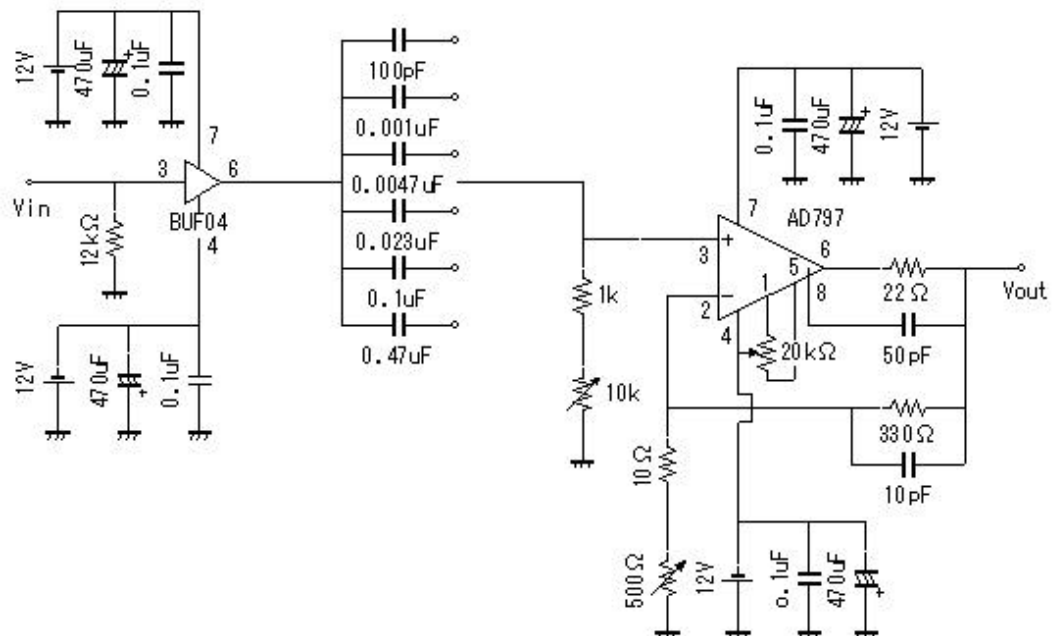 12V
470uF
+
0.1uF
7
3
6
Vin
BUF04
12kΩ
4
12V
470uF
+
0.1uF
100pF
0.001uF
0.0047uF
0.023uF
0.1uF
0.47uF
1k
10k
0.1uF
470uF
+
12V
7
AD797
3
+
2
−
6
5
8
1
4
22Ω
Vout
50pF
20kΩ
330Ω
10pF
10Ω
500Ω
12V
o.1uF
470uF
+